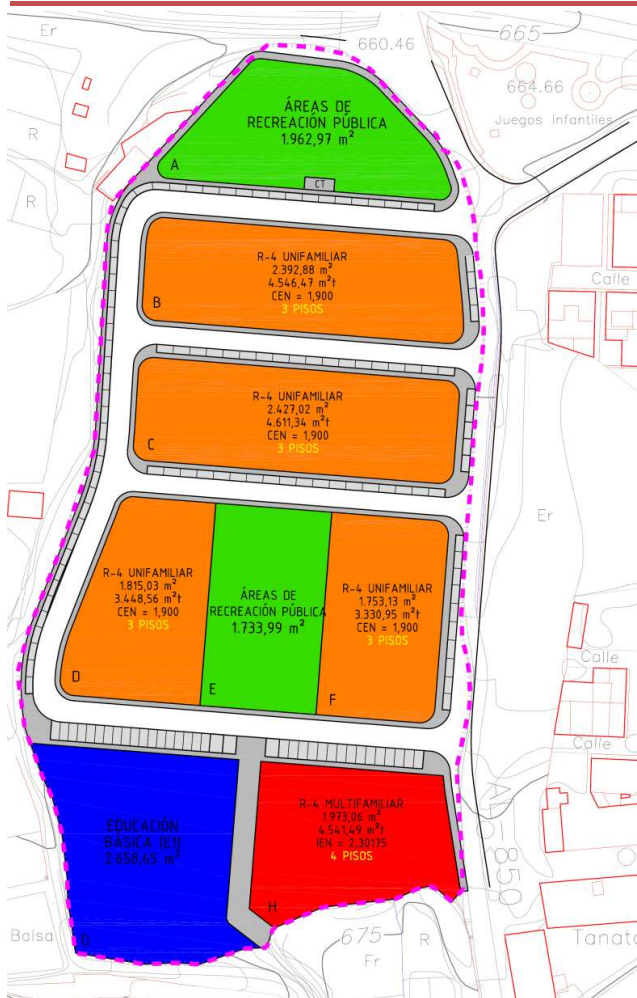 Er
660.46
665
664.66
Juegos Infantiles
R
R
ÁREAS DE
RECREACIÓN PÚBLICA
1.962,97 m²
A
CT
R-4 UNIFAMILIAR
2.392,88 m²
4.546,47 m²t
CEN = 1,900
3 PISOS
B
Calle
R-4 UNIFAMILIAR
2.427,02 m²
4.611,34 m²t
CEN = 1,900
3 PISOS
C
Er
R-4 UNIFAMILIAR
1.815,03 m²
3.448,56 m²t
CEN = 1,900
3 PISOS
D
ÁREAS DE
RECREACIÓN PÚBLICA
1.733,99 m²
E
R-4 UNIFAMILIAR
1.753,13 m²
3.330,95 m²t
CEN = 1,900
3 PISOS
F
Calle
Calle C
EDUCACIÓN
BÁSICA (E1)
2.658,65 m²
G
R-4 MULTIFAMILIAR
1.973,06 m²
4.541,49 m²t
IEN = 2,30175
4 PISOS
H
850
Balsa
675
R
Fr
Tanato